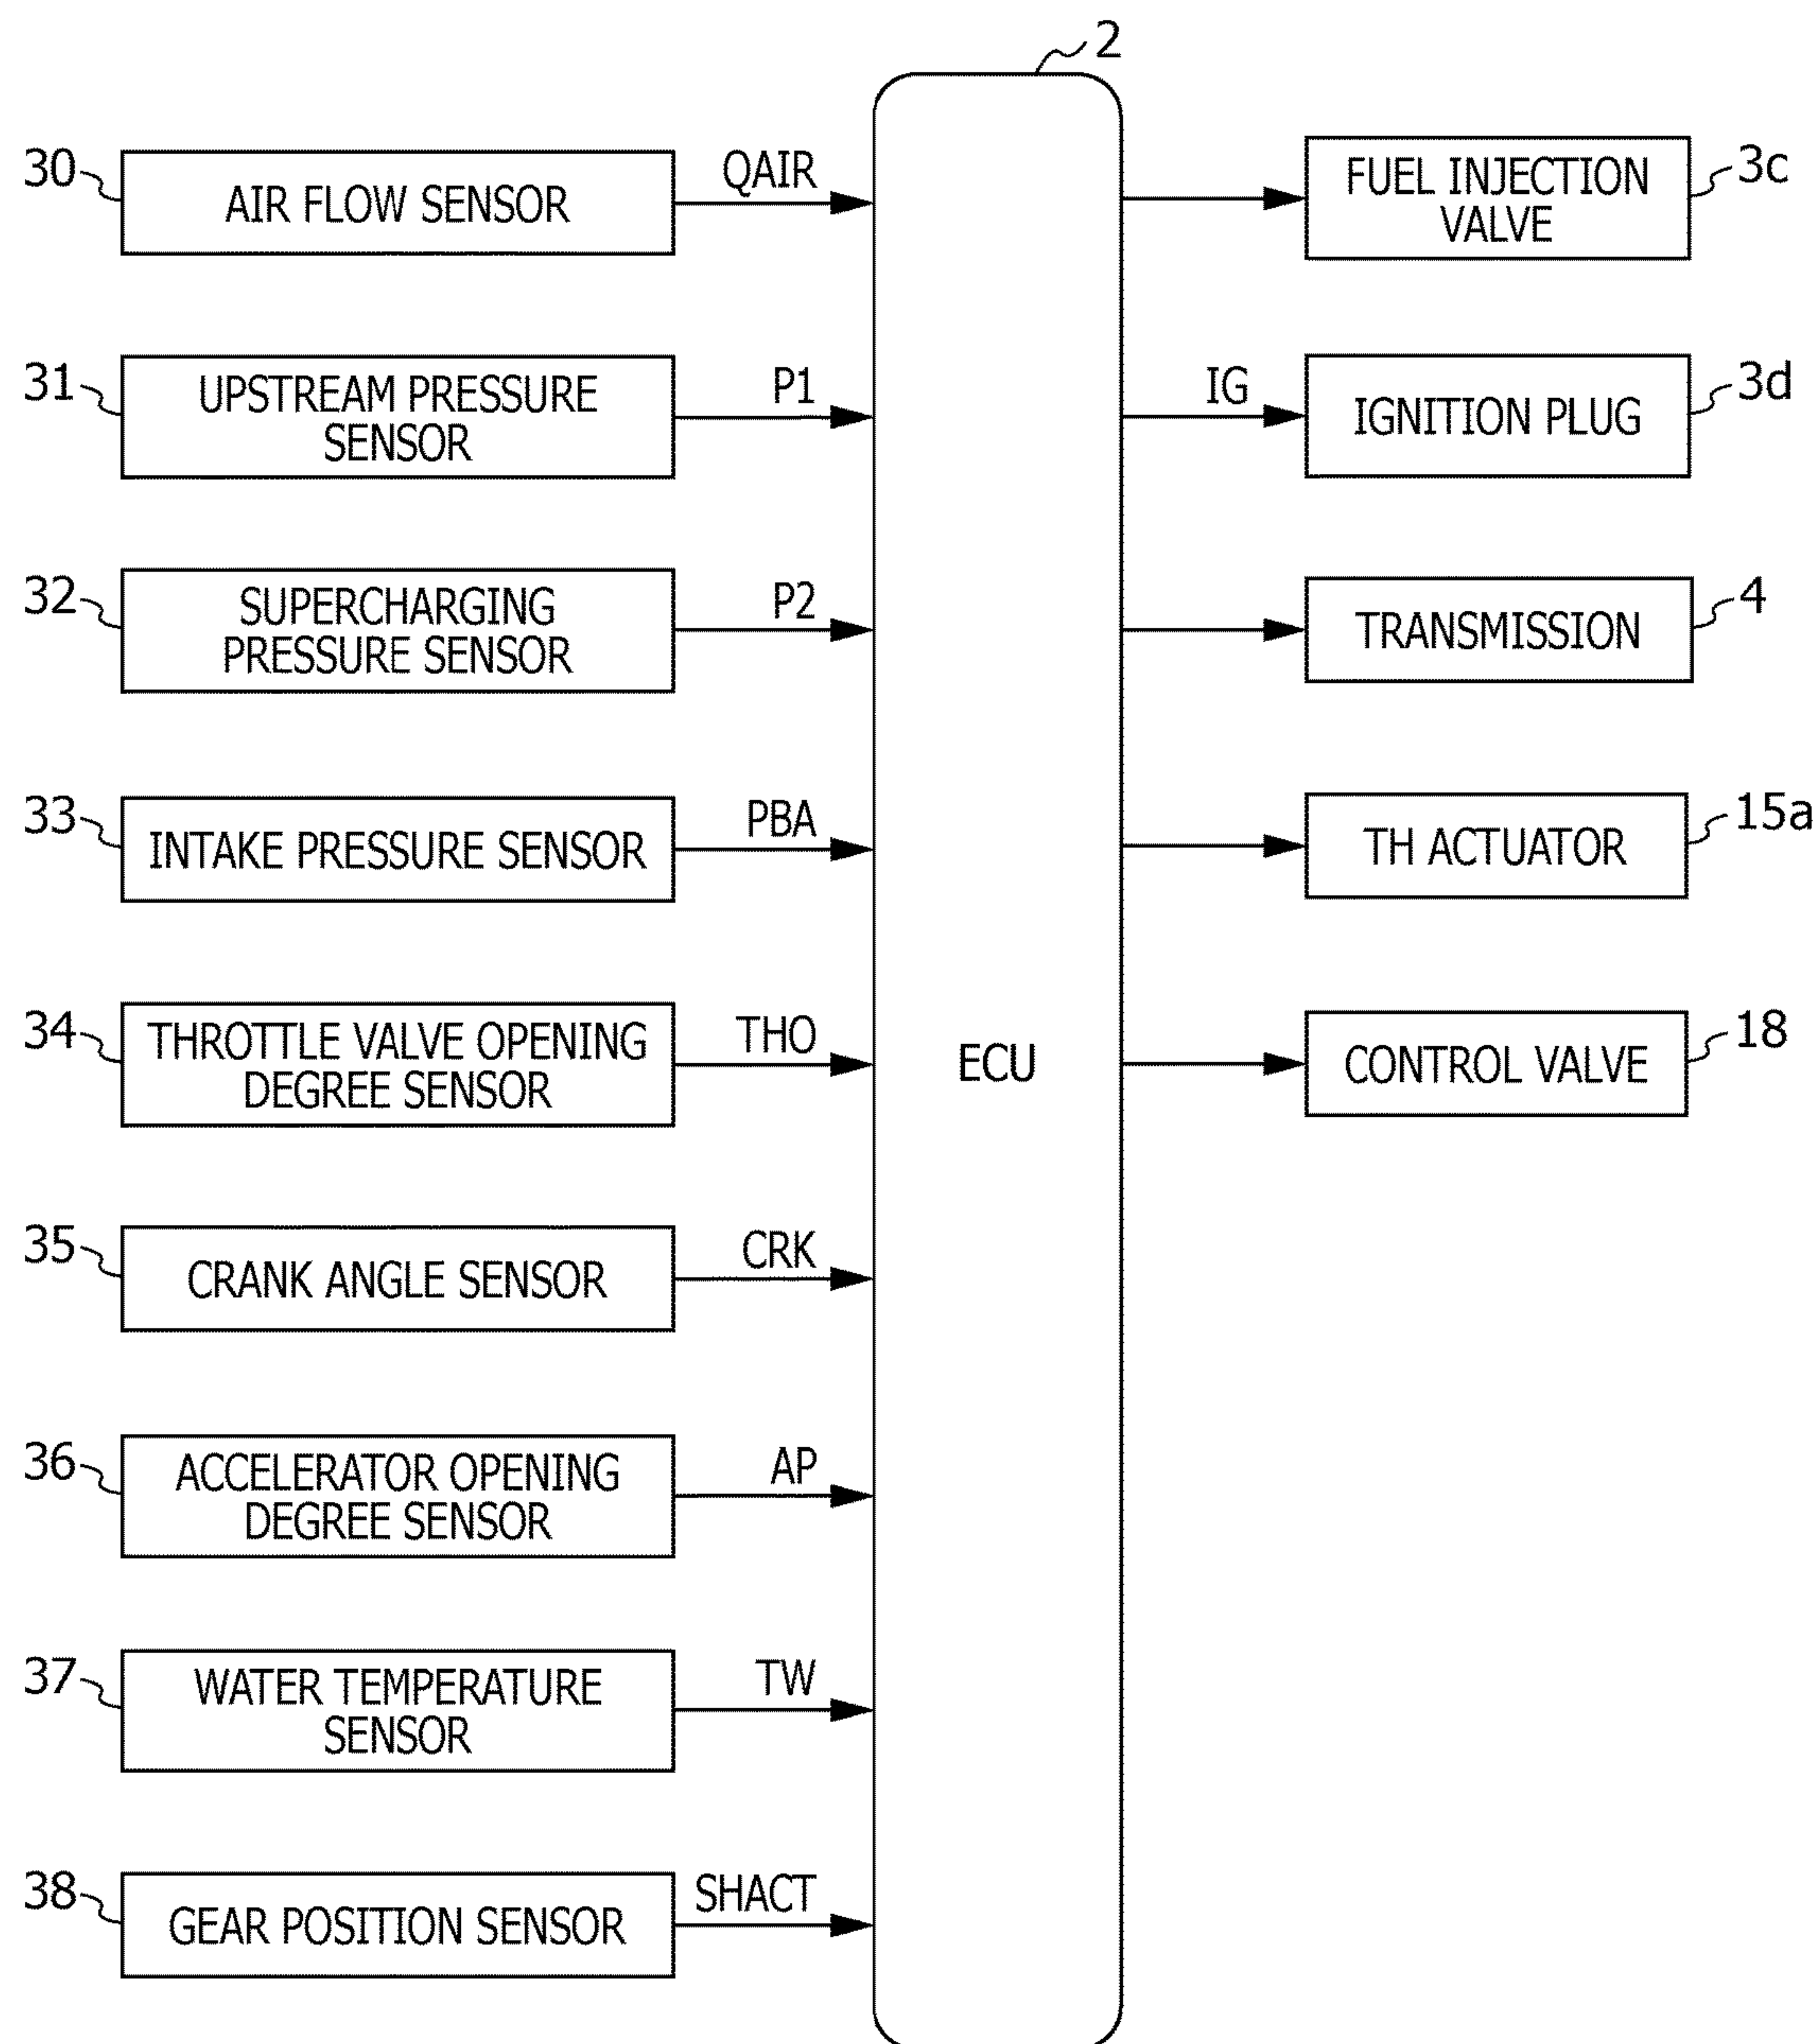 2
30
AIR FLOW SENSOR
QAIR
31
UPSTREAM PRESSURE
SENSOR
P1
32
SUPERCHARGING
PRESSURE SENSOR
P2
33
INTAKE PRESSURE SENSOR
PBA
34
THROTTLE VALVE OPENING
DEGREE SENSOR
THO
35
CRANK ANGLE SENSOR
CRK
36
ACCELERATOR OPENING
DEGREE SENSOR
AP
37
WATER TEMPERATURE
SENSOR
TW
38
GEAR POSITION SENSOR
SHACT
ECU
FUEL INJECTION
VALVE
3c
IG
IGNITION PLUG
3d
TRANSMISSION
4
TH ACTUATOR
15a
CONTROL VALVE
18